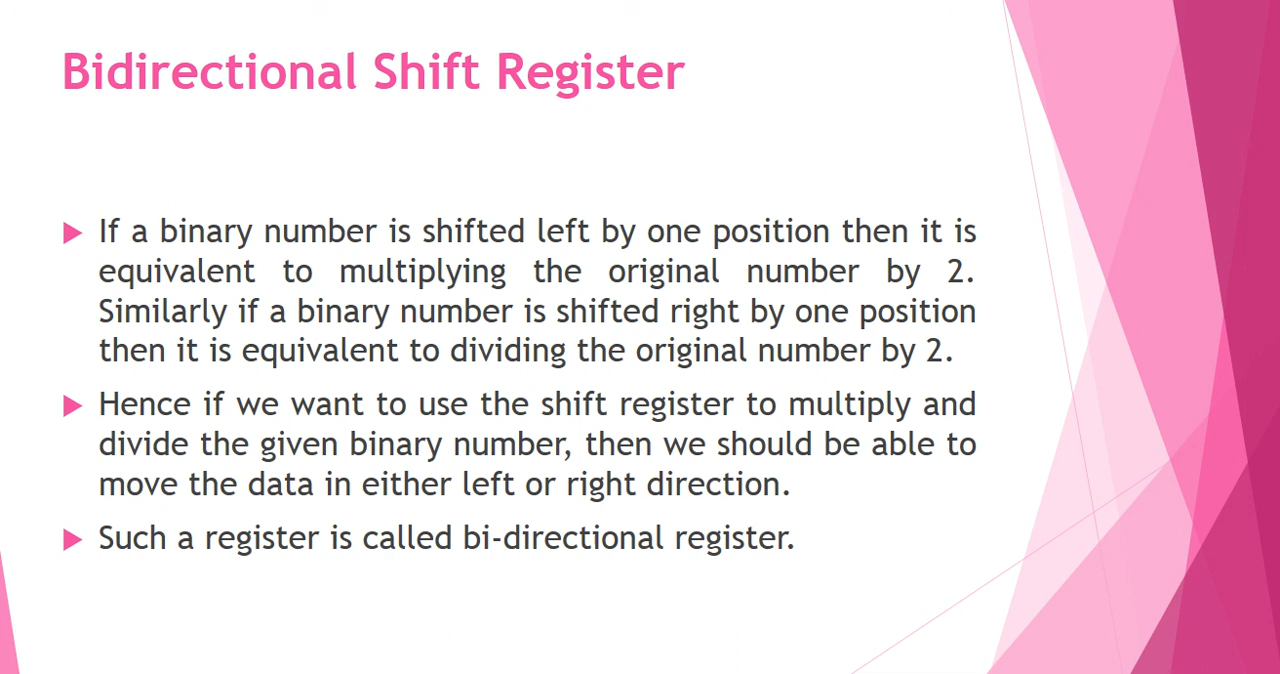 Bidirectional Shift Register
If a binary number is shifted left by one position then it is
equivalent to multiplying the original number by 2.
Similarly if a binary number is shifted right by one position
then it is equivalent to dividing the original number by 2.
Hence if we want to use the shift register to multiply and
divide the given binary number, then we should be able to
move the data in either left or right direction.
Such a register is called bi-directional register.